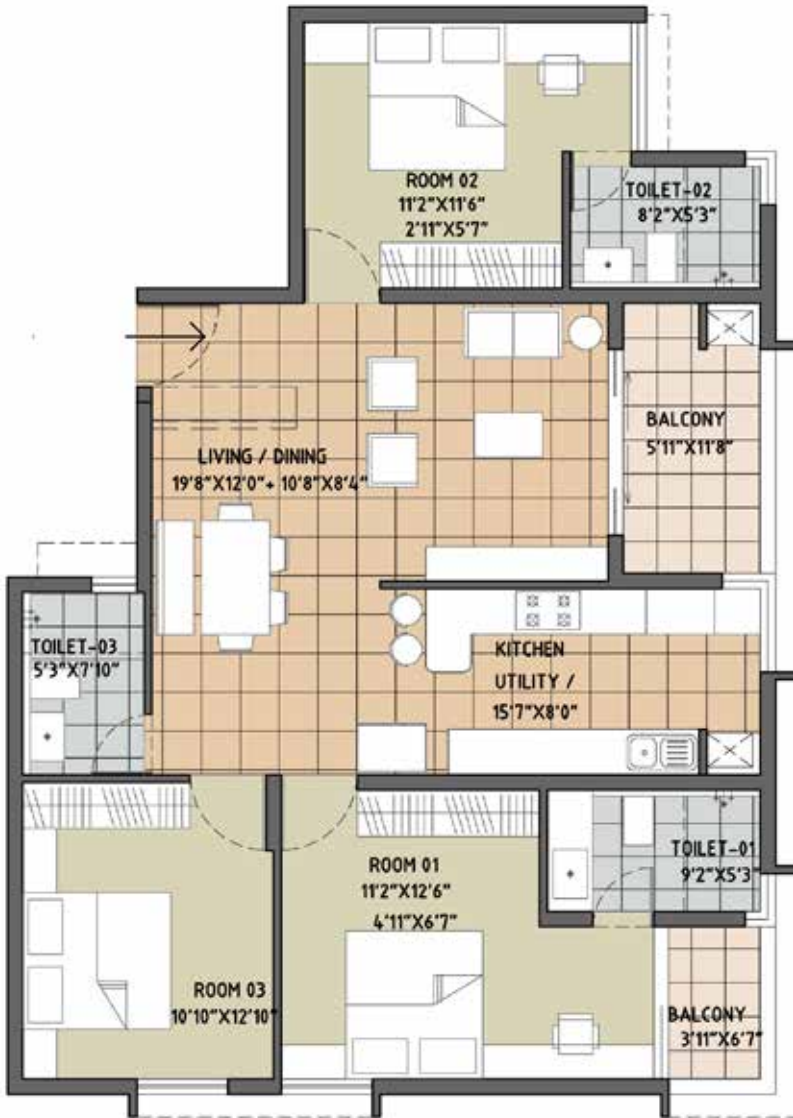 ROOM 02
11'2"X11'6"
2'11"X5'7"
TOILET-02
8'2"X5'3"
BALCONY
5'11"X11'8"
LIVING / DINING
19'8"X12'0"+ 10'8"X8'4"
TOILET-03
5'3"X7'10"
KITCHEN
UTILITY /
15'7"X8'0"
TOILET-01
9'2"X5'3"
ROOM 01
11'2"X12'6"
4'11"X6'7"
ROOM 03
10'10"X12'10"
BALCONY
3'11"X6'7"